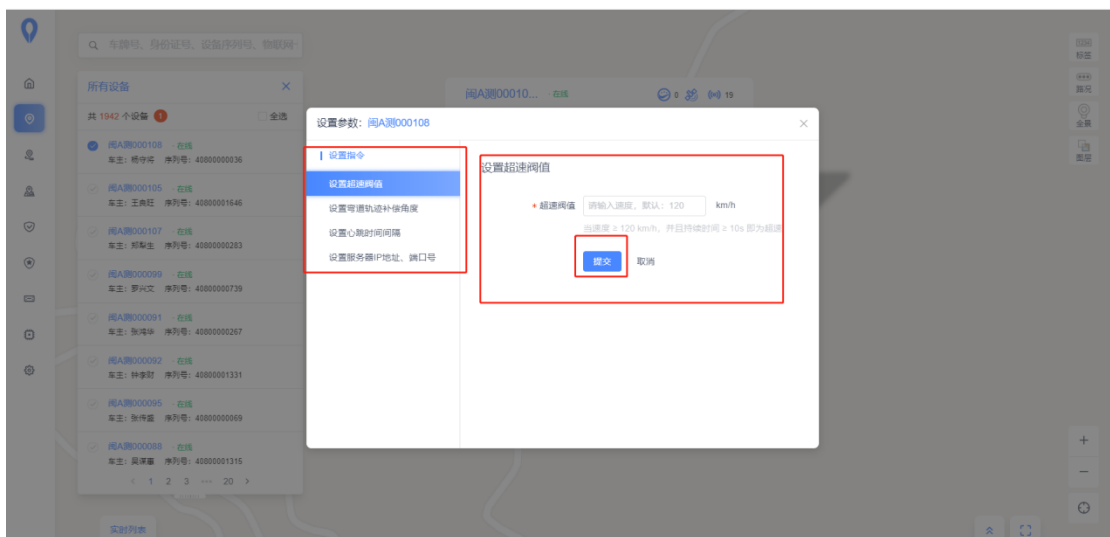 车牌号、身份证号、设备序列号、物联网
标签
路况
全景
图层
所有设备
共 1942 个设备 1 全选
闽A测000108 · 在线
车主: 杨守将 序列号: 40800000036
闽A测000105 · 在线
车主: 王良旺 序列号: 40800001646
闽A测000107 · 在线
车主: 郑梨生 序列号: 40800000283
闽A测000099 · 在线
车主: 罗兴文 序列号: 40800000739
闽A测000091 · 在线
车主: 张鸿华 序列号: 40800000267
闽A测000092 · 在线
车主: 钟李财 序列号: 40800001331
闽A测000095 · 在线
车主: 序列号: 40800000069
闽A测000088 · 在线
车主: 序列号: 40800001315
1 2 3 ··· 20
实时列表
闽A测00010... · 在线 0 15
设置参数: 闽A测000108
设置指令
设置超速阀值
设置弯道轨迹补偿角度
设置心跳时间间隔
设置服务器IP地址、端口号
设置超速阀值
* 超速阀值 请输入速度, 默认: 120 km/h
当速度 ≥ 120 km/h, 并且持续时间 ≥ 10s 即为超速
提交 取消